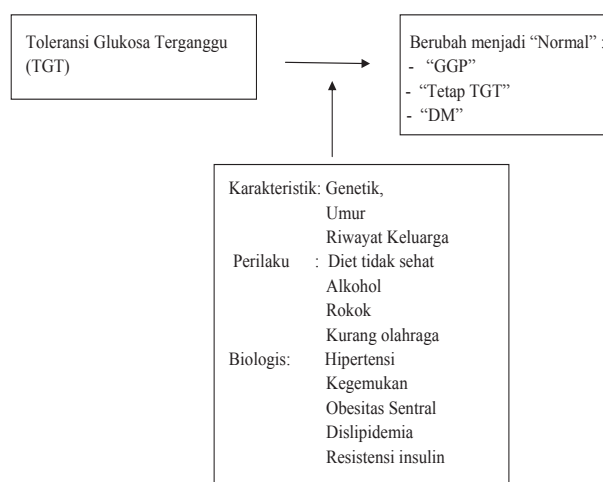 Toleransi Glukosa Terganggu
(TGT)
Berubah menjadi “Normal” :
- “GGP”
- “Tetap TGT”
- “DM”
Karakteristik: Genetik,
Umur
Riwayat Keluarga
Perilaku : Diet tidak sehat
Alkohol
Rokok
Kurang olahraga
Biologis: Hipertensi
Kegemukan
Obesitas Sentral
Dislipidemia
Resistensi insulin